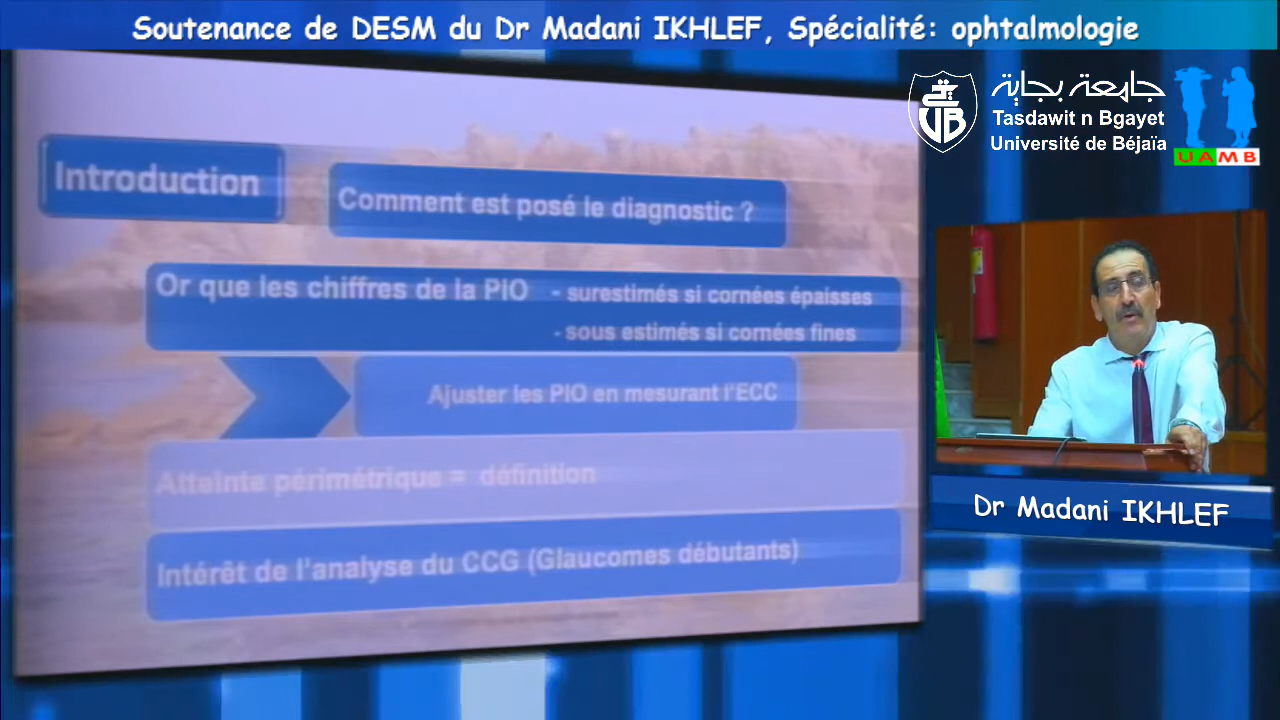 Soutenance de DESM du Dr Madani IKHLEF, Spécialité: ophtalmologie
جامعة بجاية
Tasdawit n Bgayet
Université de Béjaïa
UAMB
Introduction
Comment est posé le diagnostic ?
Or que les chiffres de la PIO - surestimés si cornées épaisses
- sous estimés si cornées fines
Ajuster les PIO en mesurant l'ECC
Atteinte périmétrique = définition
Intérêt de l'analyse du CCG (Glaucomes débutants)
Dr Madani IKHLEF